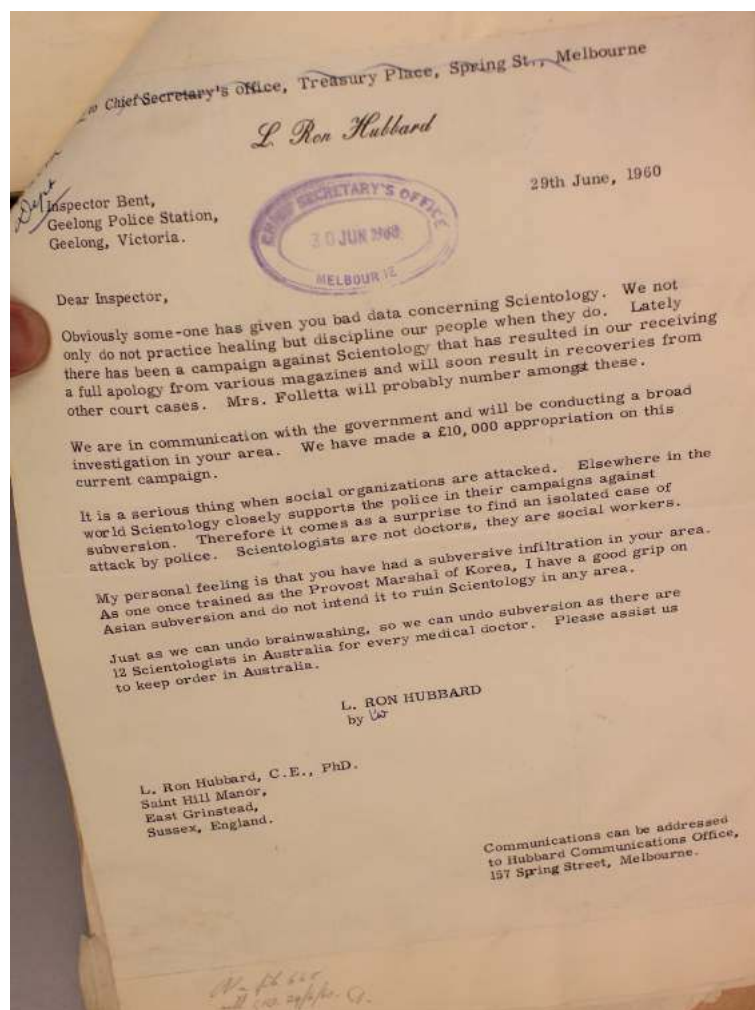 to Chief Secretary's office, Treasury Place, Spring St., Melbourne
L. Ron Hubbard
29th June, 1960
Dept
Inspector Bent,
Geelong Police Station,
Geelong, Victoria.
CHIEF SECRETARY'S OFFICE
30 JUN 1960
MELBOURNE
Dear Inspector,
Obviously some-one has given you bad data concerning Scientology. We not
only do not practice healing but discipline our people when they do. Lately
there has been a campaign against Scientology that has resulted in our receiving
a full apology from various magazines and will soon result in recoveries from
other court cases. Mrs. Folletta will probably number amongst these.
We are in communication with the government and will be conducting a broad
investigation in your area. We have made a £10,000 appropriation on this
current campaign.
It is a serious thing when social organizations are attacked. Elsewhere in the
world Scientology closely supports the police in their campaigns against
subversion. Therefore it comes as a surprise to find an isolated case of
attack by police. Scientologists are not doctors, they are social workers.
My personal feeling is that you have had a subversive infiltration in your area.
As one once trained as the Provost Marshal of Korea, I have a good grip on
Asian subversion and do not intend it to ruin Scientology in any area.
Just as we can undo brainwashing, so we can undo subversion as there are
12 Scientologists in Australia for every medical doctor. Please assist us
to keep order in Australia.
L. RON HUBBARD
by
L. Ron Hubbard, C.E., PhD.
Saint Hill Manor,
East Grinstead,
Sussex, England.
Communications can be addressed
to Hubbard Communications Office,
157 Spring Street, Melbourne.